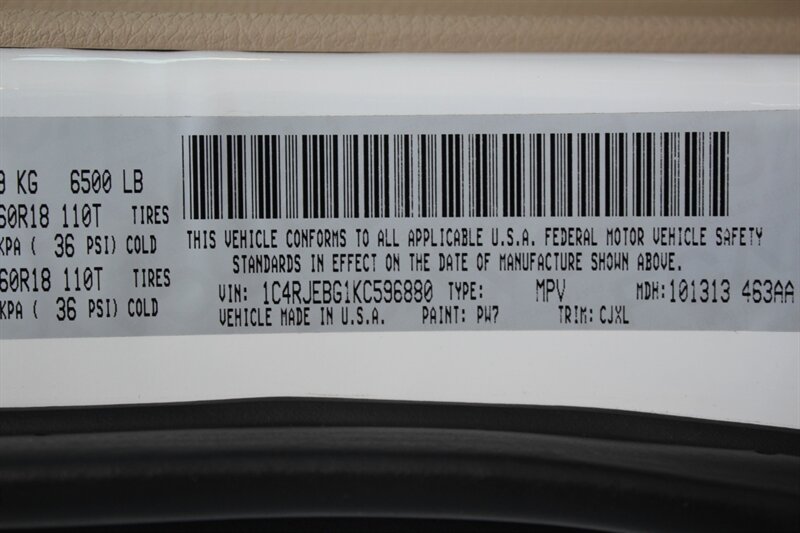 KG 6500 LB
60R18 110T TIRES
KPA ( 36 PSI) COLD
60R18 110T TIRES
KPA ( 36 PSI) COLD
THIS VEHICLE CONFORMS TO ALL APPLICABLE U.S.A. FEDERAL MOTOR VEHICLE SAFETY
STANDARDS IN EFFECT ON THE DATE OF MANUFACTURE SHOWN ABOVE.
VIN: 1C4RJEBG1KC596880 TYPE: MPV MDH: 101313 463AA
VEHICLE MADE IN U.S.A. PAINT: PW7 TRIM: CJXL